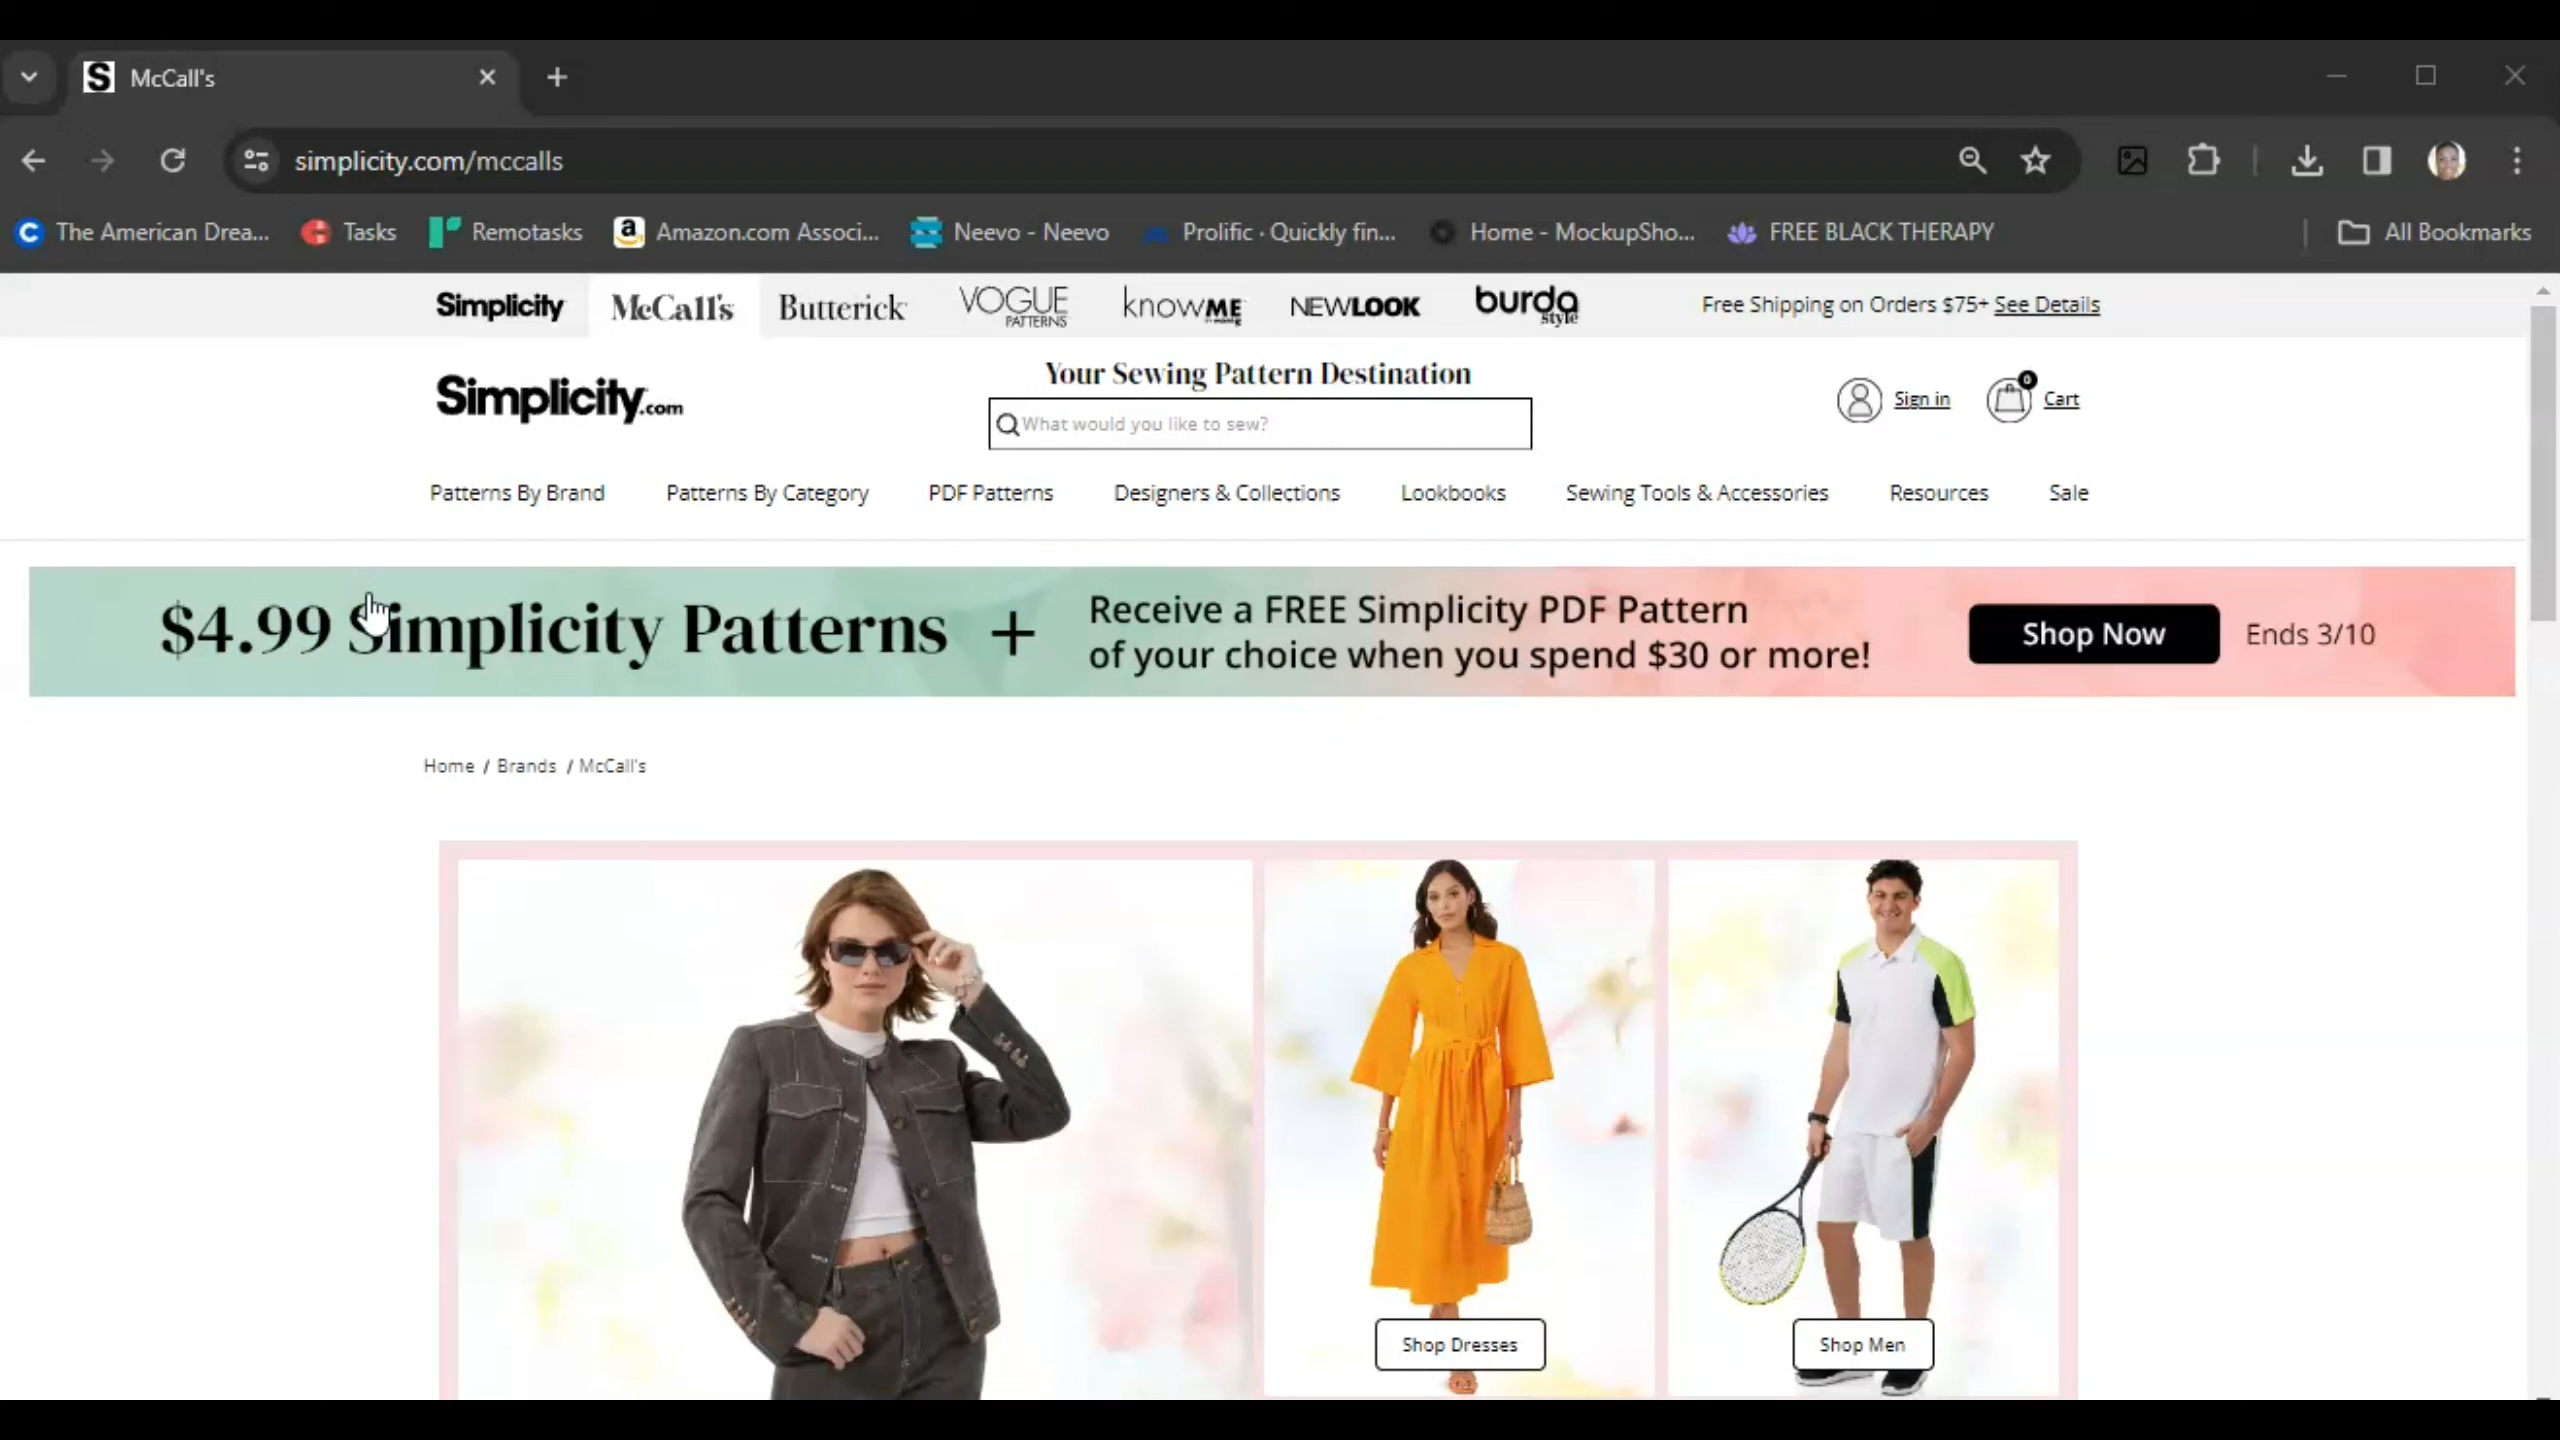 McCall's
simplicity.com/mccalls
The American Drea...
Tasks
Remotasks
Amazon.com Associ...
Neevo - Neevo
Prolific · Quickly fin...
Home - MockupSho...
FREE BLACK THERAPY
All Bookmarks
Simplicity
McCall's
Butterick
VOGUE PATTERNS
knowME
NEWLOOK
burda style
Free Shipping on Orders $75+ See Details
Simplicity.com
Your Sewing Pattern Destination
What would you like to sew?
Sign in
0
Cart
Patterns By Brand
Patterns By Category
PDF Patterns
Designers & Collections
Lookbooks
Sewing Tools & Accessories
Resources
Sale
$4.99 Simplicity Patterns +
Receive a FREE Simplicity PDF Pattern
of your choice when you spend $30 or more!
Shop Now
Ends 3/10
Home / Brands / McCall's
Shop Dresses
Shop Men